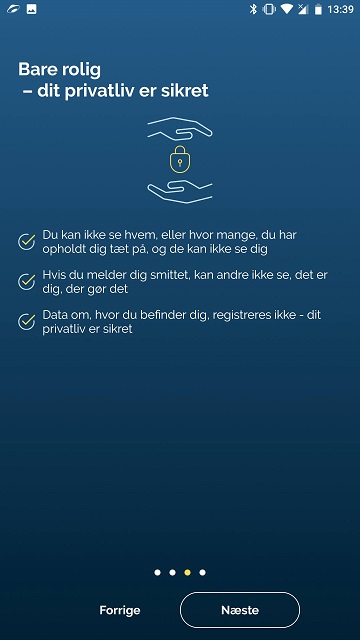 13:39
Bare rolig
– dit privatliv er sikret
Du kan ikke se hvem, eller hvor mange, du har
opholdt dig tæt på, og de kan ikke se dig
Hvis du melder dig smittet, kan andre ikke se, det er
dig, der gør det
Data om, hvor du befinder dig, registreres ikke - dit
privatliv er sikret
Forrige
Næste